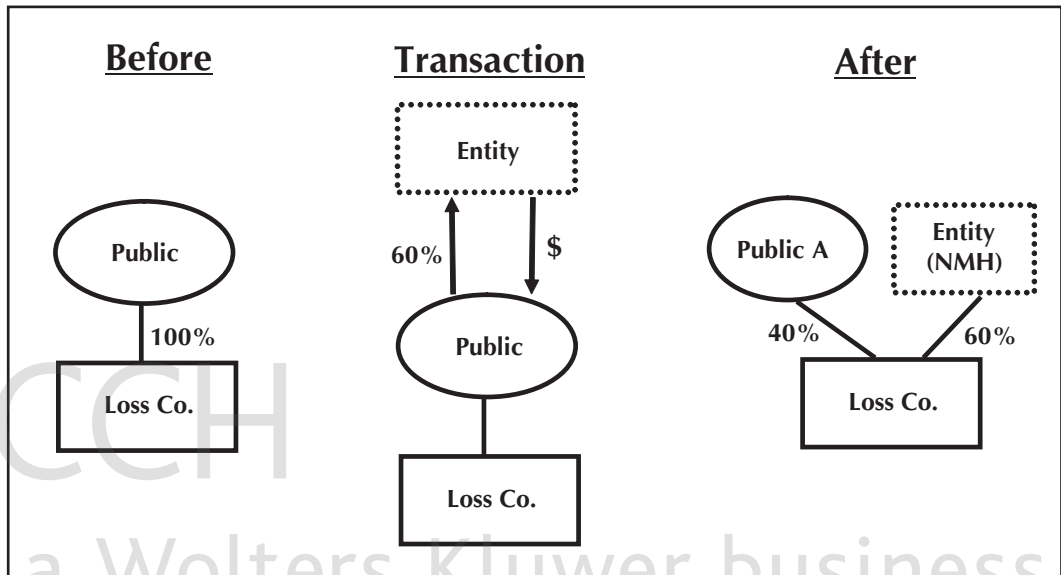 Before
Transaction
After
Entity
60%
$
Public
Loss Co.
Public
100%
Loss Co.
Public A
Entity
(NMH)
40%
60%
Loss Co.
CCH
a Wolters Kluwer business